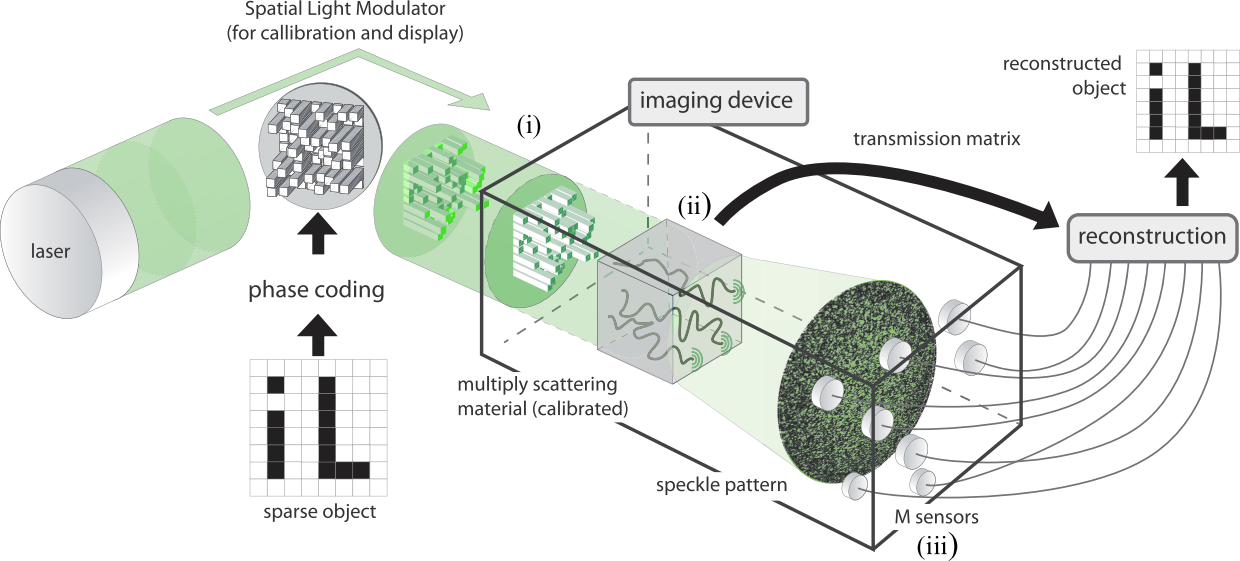 Spatial Light Modulator
(for callibration and display)
(i)
imaging device
reconstructed
object
transmission matrix
(ii)
laser
reconstruction
phase coding
multiply scattering
material (calibrated)
speckle pattern
sparse object
M sensors
(iii)